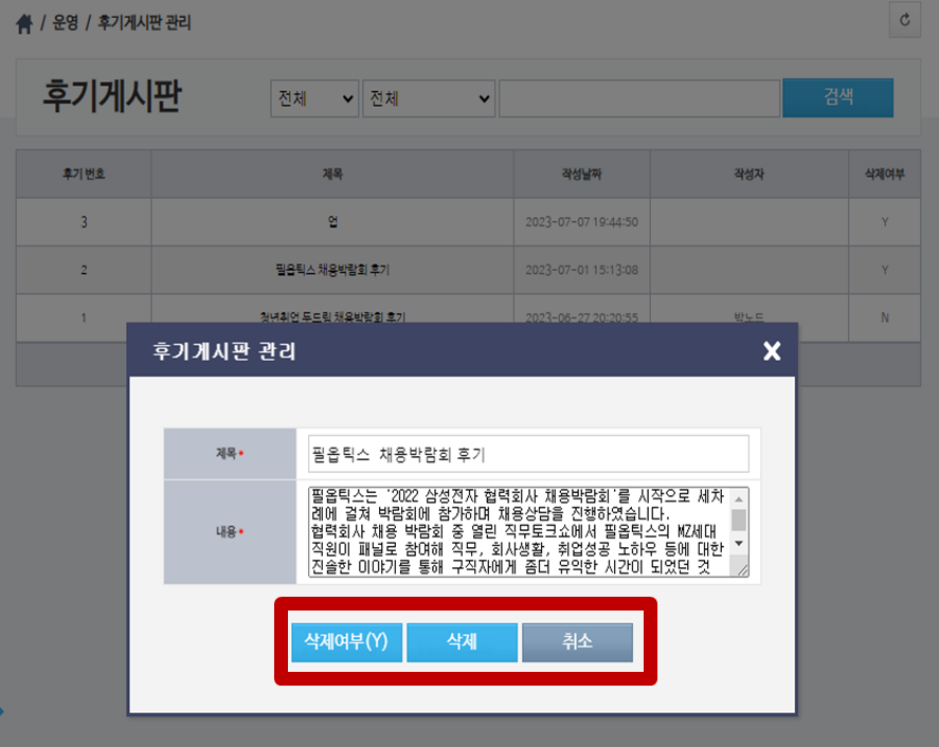 / 운영 / 후기게시판 관리
후기게시판 전체 전체 검색
후기 번호 제목 작성날짜 작성자 삭제여부
3 업 2023-07-07 19:44:50 Y
2 필옵틱스 채용박람회 후기 2023-07-01 15:13:08 Y
1 청년취업 두드림 채용박람회 후기 2023-06-27 20:20:55 박노드 N
후기게시판 관리 X
제목• 필옵틱스 채용박람회 후기
내용•
필옵틱스는 '2022 삼성전자 협력회사 채용박람회'를 시작으로 세차
례에 걸쳐 박람회에 참가하며 채용상담을 진행하였습니다.
협력회사 채용 박람회 중 열린 직무토크쇼에서 필옵틱스의 MZ세대
직원이 패널로 참여해 직무, 회사생활, 취업성공 노하우 등에 대한
진솔한 이야기를 통해 구직자에게 좀더 유익한 시간이 되었던 것
삭제여부(Y) 삭제 취소